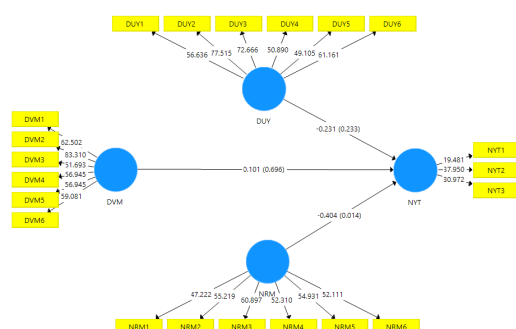 DUY1 DUY2 DUY3 DUY4 DUY5 DUY6
56.636 77.515 72.666 50.890 49.105 61.161
DUY
-0.231 (0.233)
DVM1
DVM2
DVM3
DVM4
DVM5
DVM6
62.502
83.310
51.693
56.945
56.945
59.081
DVM
0.101 (0.696)
NYT
19.481
37.950
30.972
NYT1
NYT2
NYT3
-0.404 (0.014)
NRM
47.222 55.219 60.897 52.310 54.931 52.111
NRM1 NRM2 NRM3 NRM4 NRM5 NRM6